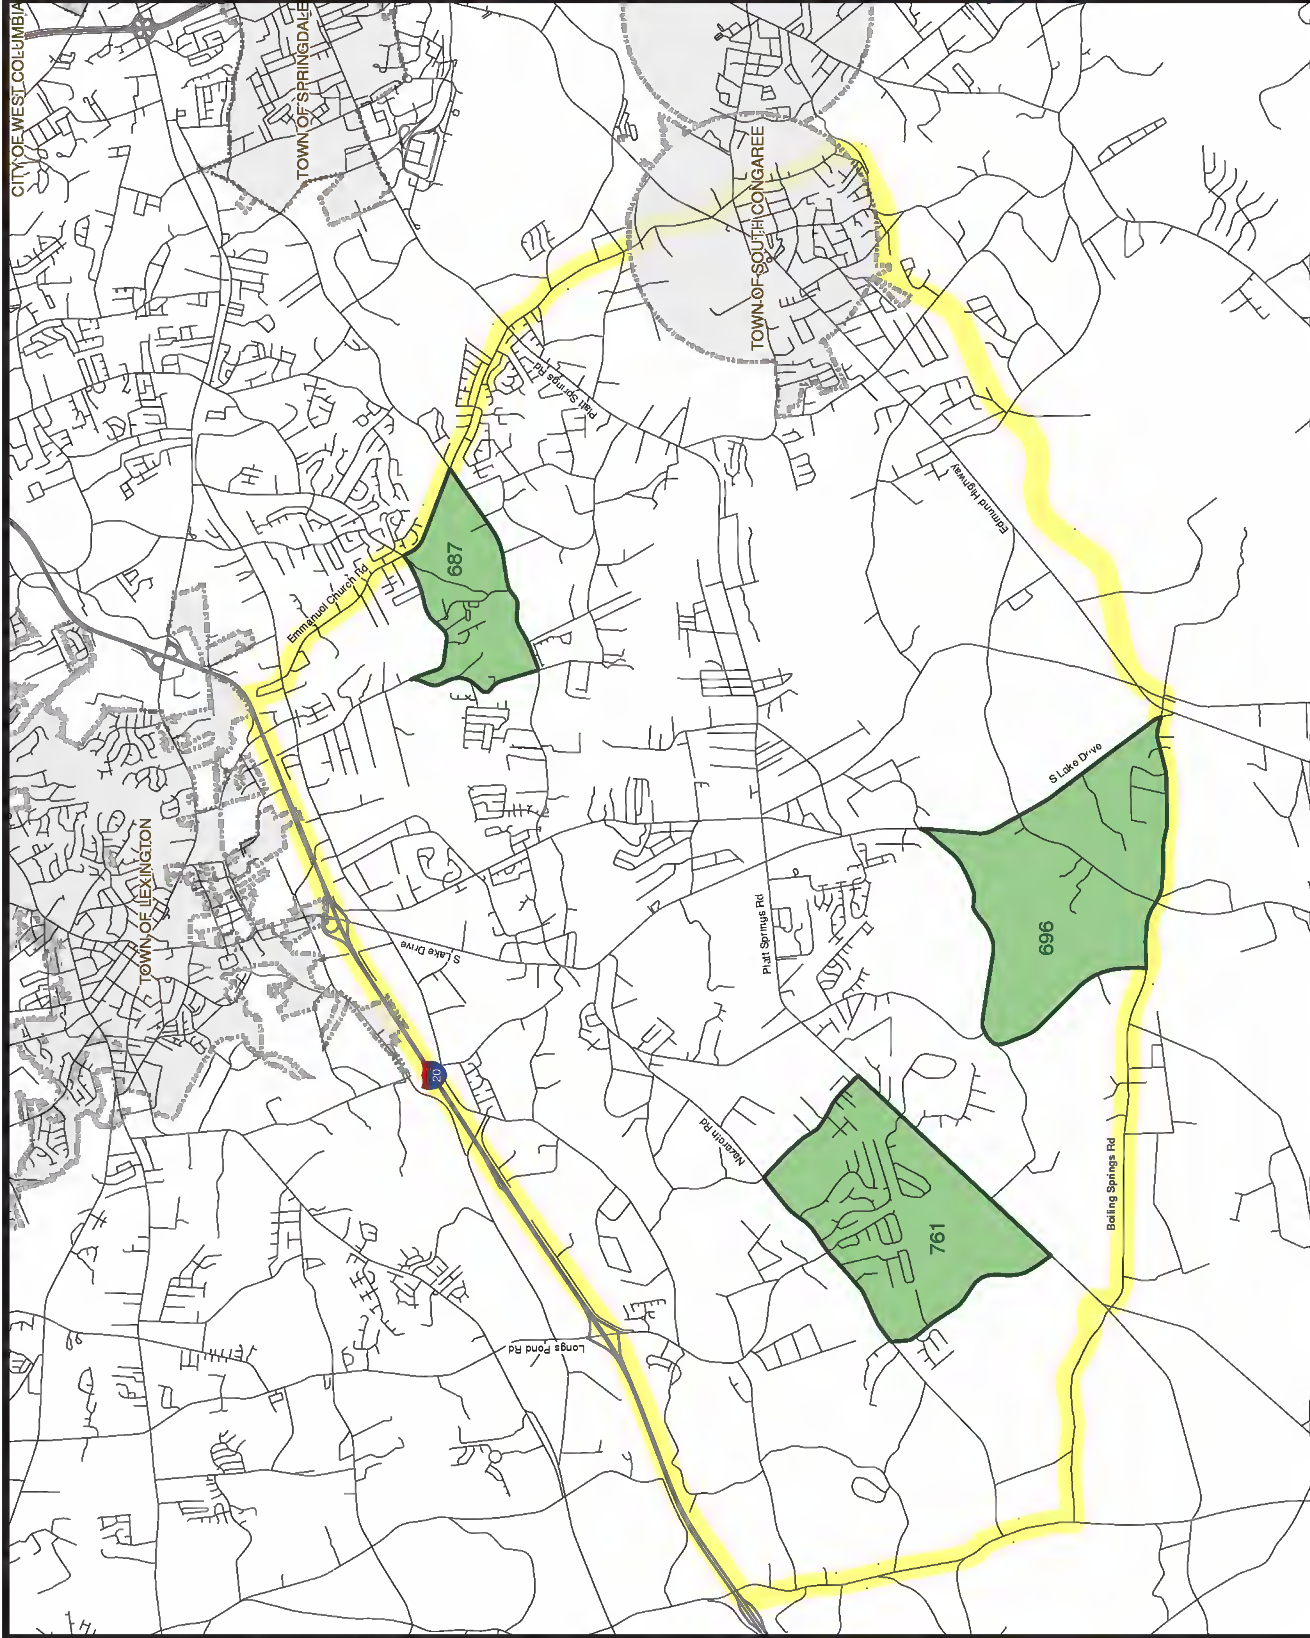 CITY OF WEST COLUMBIA
TOWN OF SPRINGDALE
TOWN OF SOUTH CONGAREE
Platt Springs Rd
Edmund Highway
687
Emmanuel Church Rd
S Lake Drive
TOWN OF LEXINGTON
S Lake Drive
Platt Springs Rd
696
20
Nazareth Rd
Boiling Springs Rd
761
Longs Pond Rd